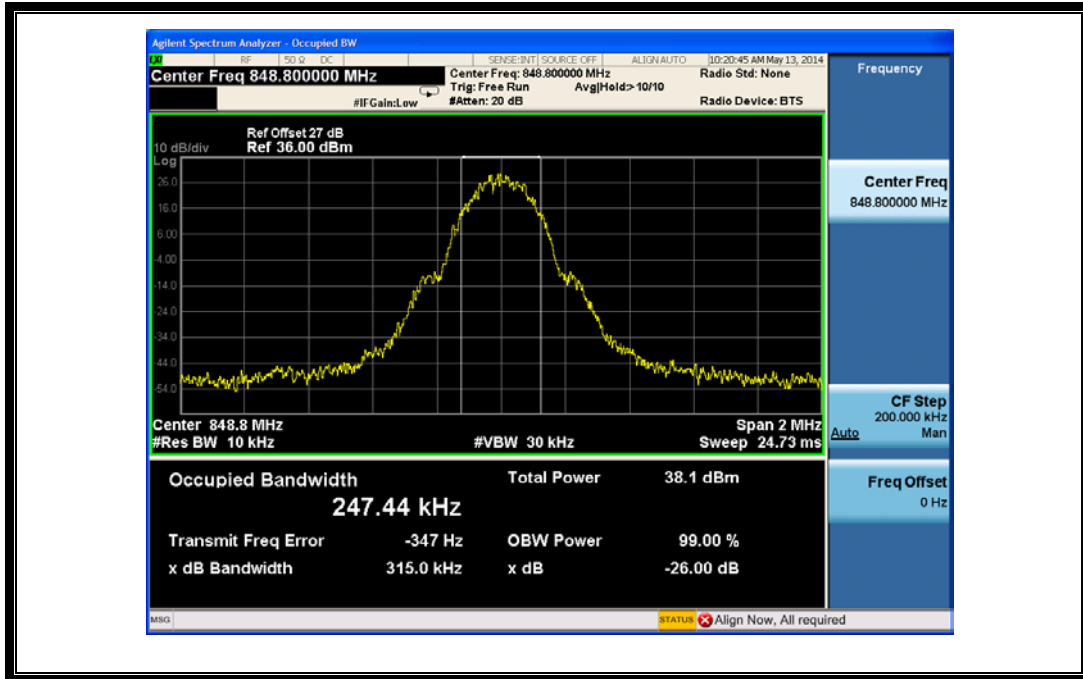 Agilent Spectrum Analyzer - Occupied BW
RF 50 Ω DC SENSE:INT SOURCE OFF ALIGN AUTO 10:20:45 AM May 13, 2014
Center Freq 848.800000 MHz
Center Freq: 848.800000 MHz
Radio Std: None
Trig: Free Run Avg|Hold:> 10/10
#IFGain:Low
#Atten: 20 dB
Radio Device: BTS
Ref Offset 27 dB
10 dB/div Ref 36.00 dBm
Log
26.0
16.0
6.00
-4.00
-14.0
-24.0
-34.0
-44.0
-54.0
Center 848.8 MHz Span 2 MHz
#Res BW 10 kHz #VBW 30 kHz Sweep 24.73 ms
Occupied Bandwidth Total Power 38.1 dBm
247.44 kHz
Transmit Freq Error -347 Hz OBW Power 99.00 %
x dB Bandwidth 315.0 kHz x dB -26.00 dB
Frequency
Center Freq
848.800000 MHz
CF Step
200.000 kHz
Auto Man
Freq Offset
0 Hz
MSG STATUS Align Now, All required